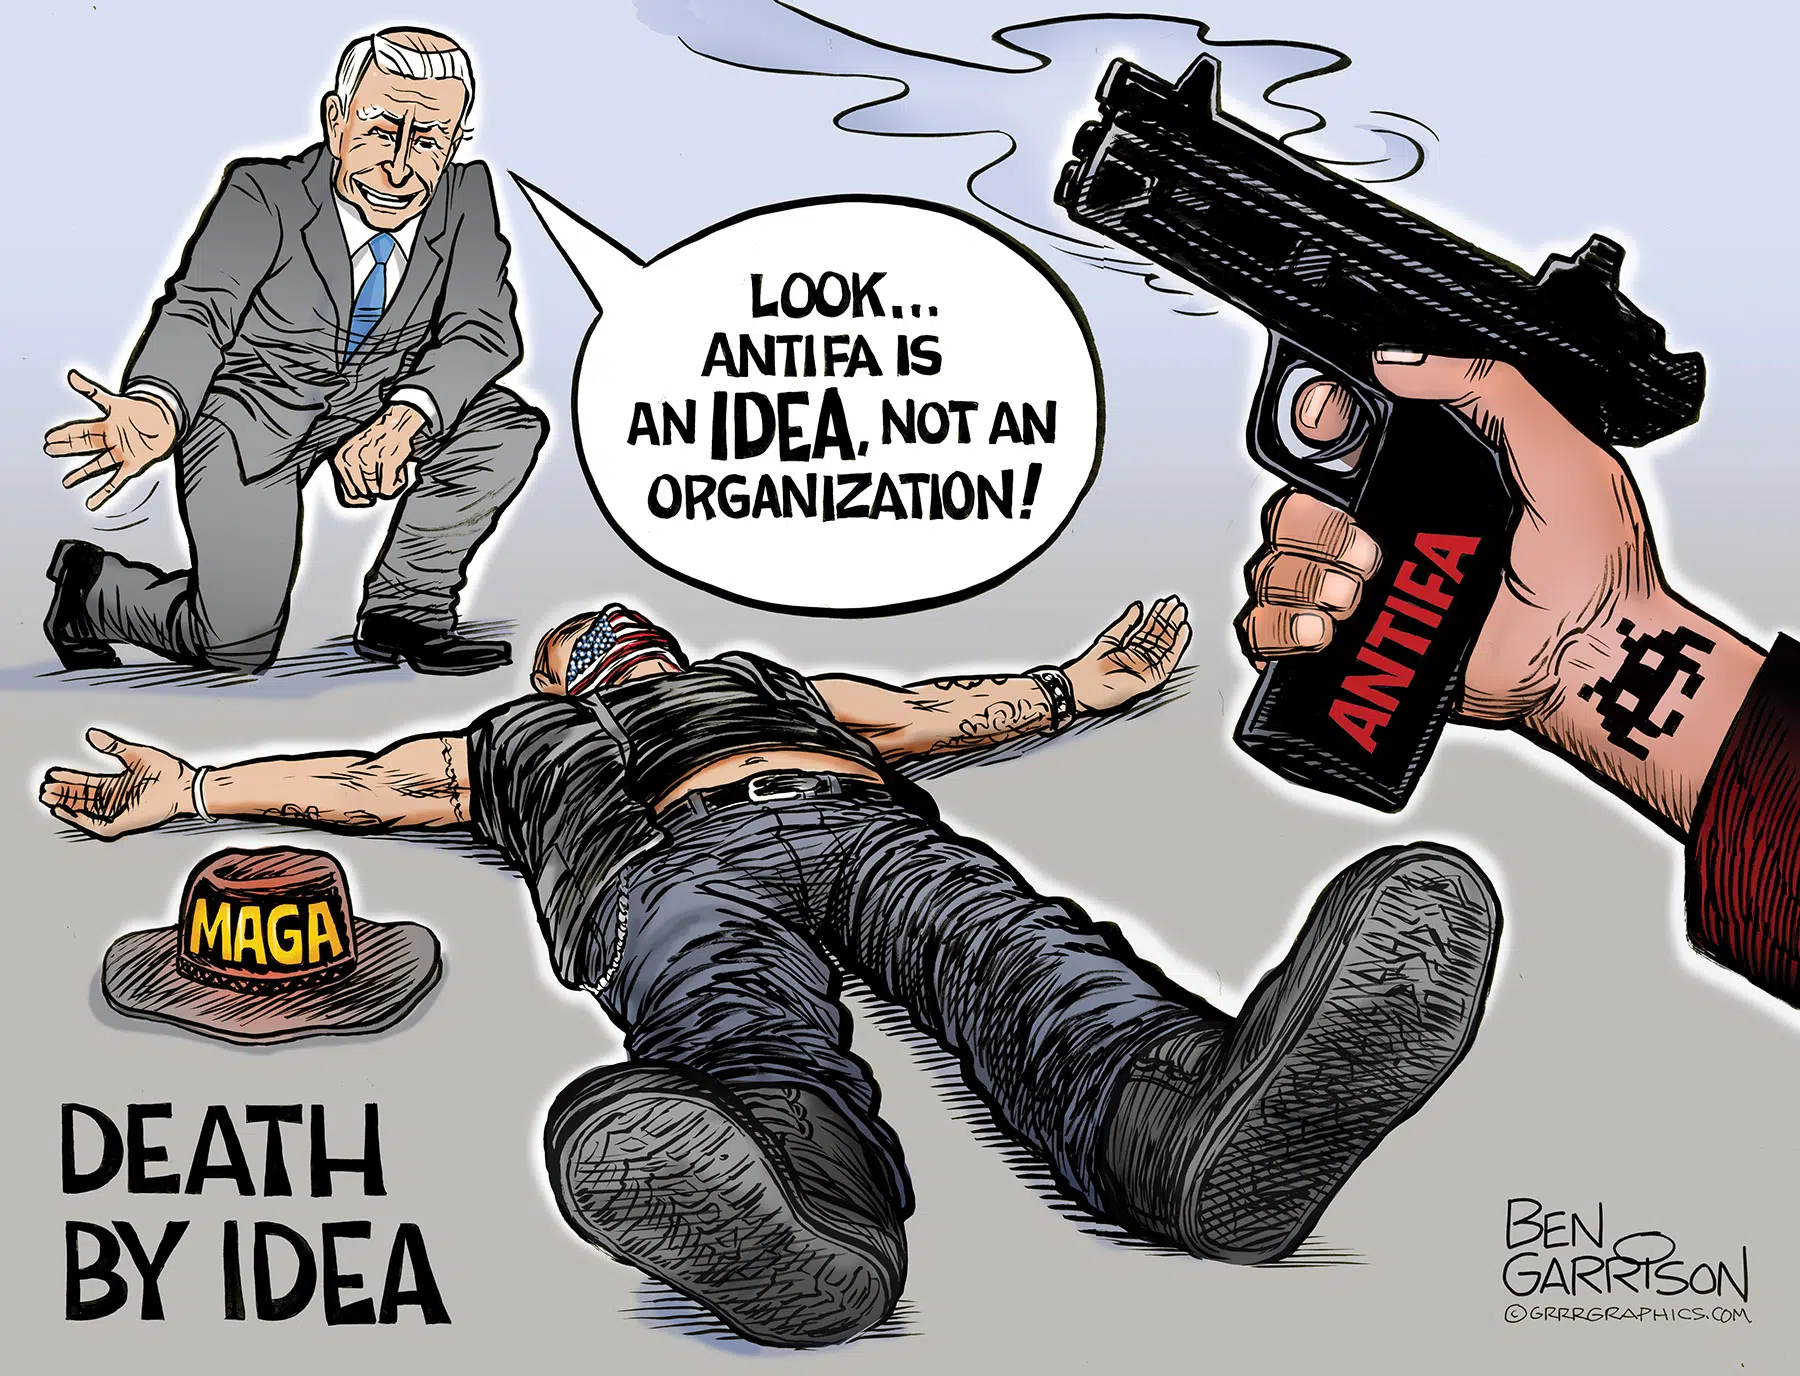 LOOK...
ANTIFA IS
AN IDEA, NOT AN
ORGANIZATION!
ANTIFA
MAGA
DEATH
BY IDEA
BEN
GARRISON
©GRRRGRAPHICS.COM